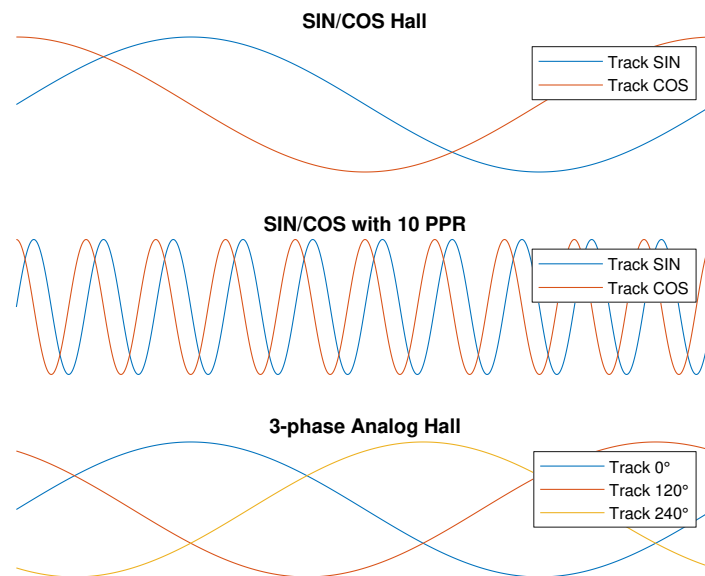 SIN/COS Hall
Track SIN
Track COS
SIN/COS with 10 PPR
Track SIN
Track COS
3-phase Analog Hall
Track 0°
Track 120°
Track 240°